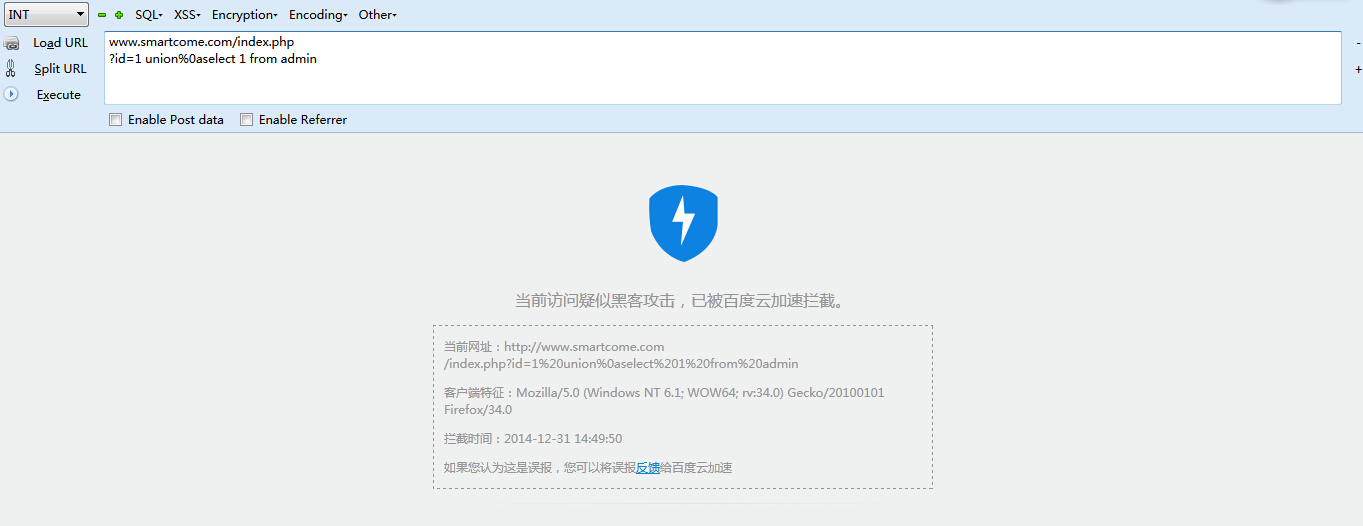 INT SQL▾ XSS▾ Encryption▾ Encoding▾ Other▾
Load URL
www.smartcome.com/index.php
?id=1 union%0aselect 1 from admin
Split URL
Execute
-
+
Enable Post data Enable Referrer
当前访问疑似黑客攻击，已被百度云加速拦截。
当前网址：http://www.smartcome.com
/index.php?id=1%20union%0aselect%201%20from%20admin
客户端特征：Mozilla/5.0 (Windows NT 6.1; WOW64; rv:34.0) Gecko/20100101
Firefox/34.0
拦截时间：2014-12-31 14:49:50
如果您认为这是误报，您可以将误报反馈给百度云加速